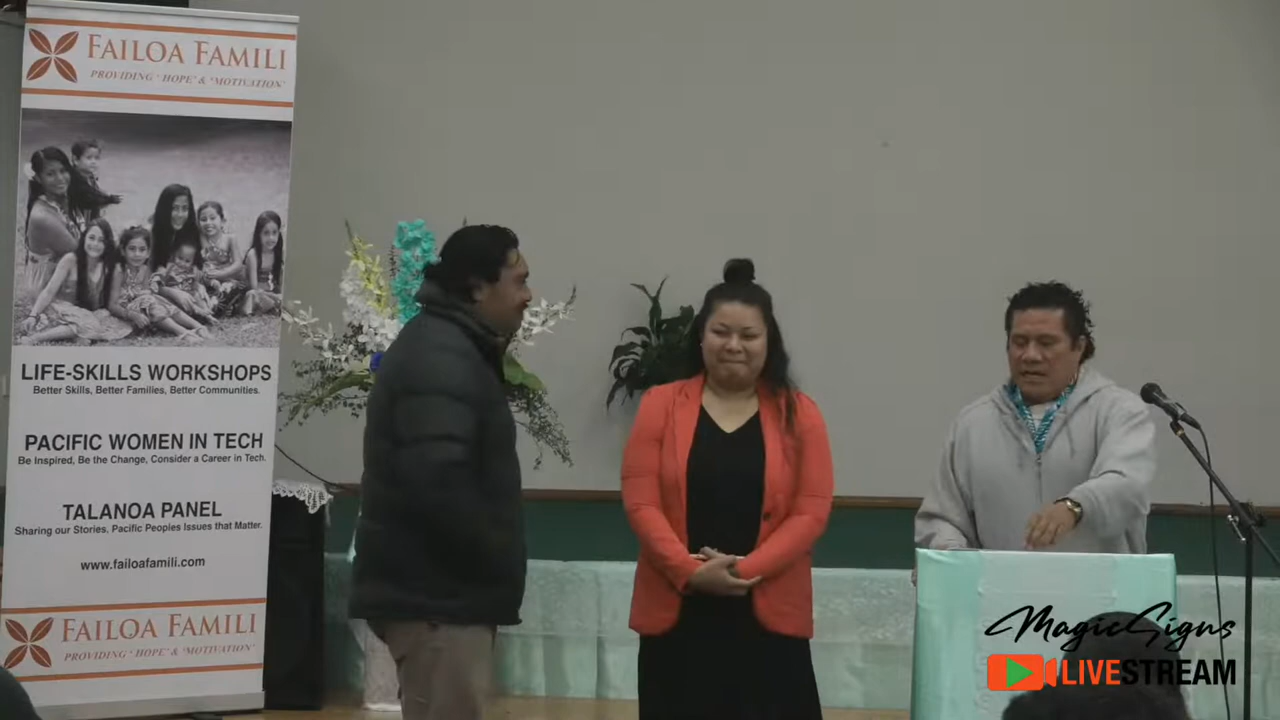 FAILOA FAMILI
PROVIDING 'HOPE' & 'MOTIVATION'
LIFE-SKILLS WORKSHOPS
Better Skills, Better Families, Better Communities.
PACIFIC WOMEN IN TECH
Be Inspired, Be the Change, Consider a Career in Tech.
TALANOA PANEL
Sharing our Stories, Pacific Peoples Issues that Matter.
www.failoafamili.com
FAILOA FAMILI
PROVIDING 'HOPE' & 'MOTIVATION'
MagicSigns
LIVESTREAM